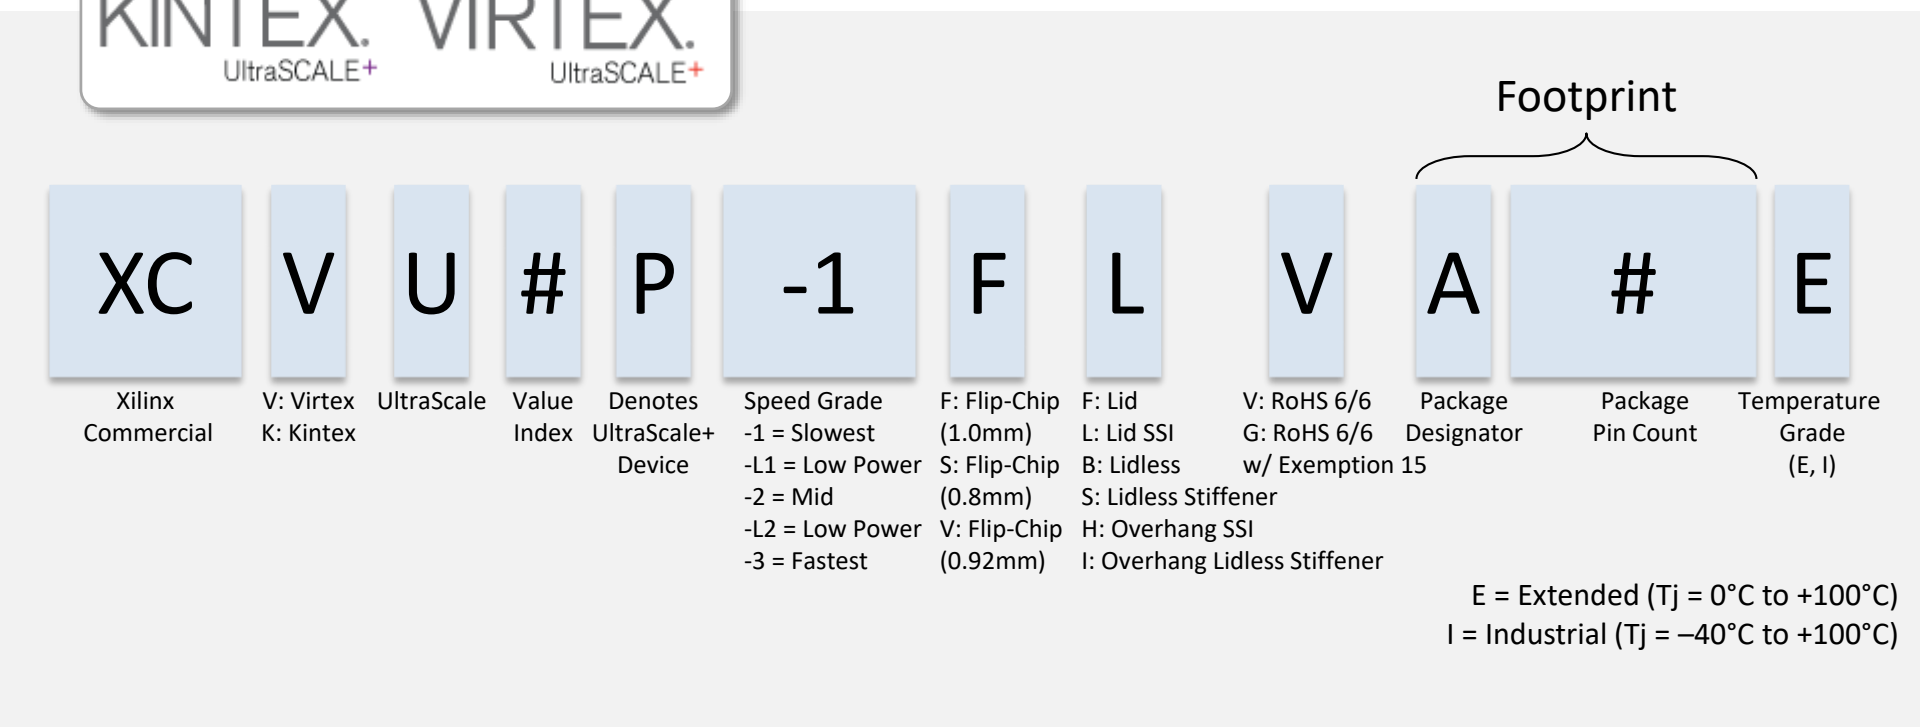 KINTEX. VIRTEX.
UltraSCALE+ UltraSCALE+
Footprint
XC V U # P -1 F L V A # E
Xilinx
Commercial
V: Virtex
K: Kintex
UltraScale
Value
Index
Denotes
UltraScale+
Device
Speed Grade
-1 = Slowest
-L1 = Low Power
-2 = Mid
-L2 = Low Power
-3 = Fastest
F: Flip-Chip
(1.0mm)
S: Flip-Chip
(0.8mm)
V: Flip-Chip
(0.92mm)
F: Lid
L: Lid SSI
B: Lidless
S: Lidless Stiffener
H: Overhang SSI
I: Overhang Lidless Stiffener
V: RoHS 6/6
G: RoHS 6/6
w/ Exemption 15
Package
Designator
Package
Pin Count
Temperature
Grade
(E, I)
E = Extended (Tj = 0°C to +100°C)
I = Industrial (Tj = –40°C to +100°C)